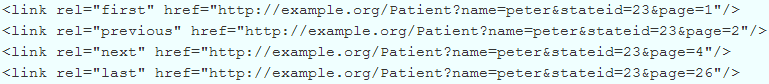 <link rel="first" href="http://example.org/Patient?name=peter&stateid=23&page=1"/>
<link rel="previous" href="http://example.org/Patient?name=peter&stateid=23&page=2"/>
<link rel="next" href="http://example.org/Patient?name=peter&stateid=23&page=4"/>
<link rel="last" href="http://example.org/Patient?name=peter&stateid=23&page=26"/>